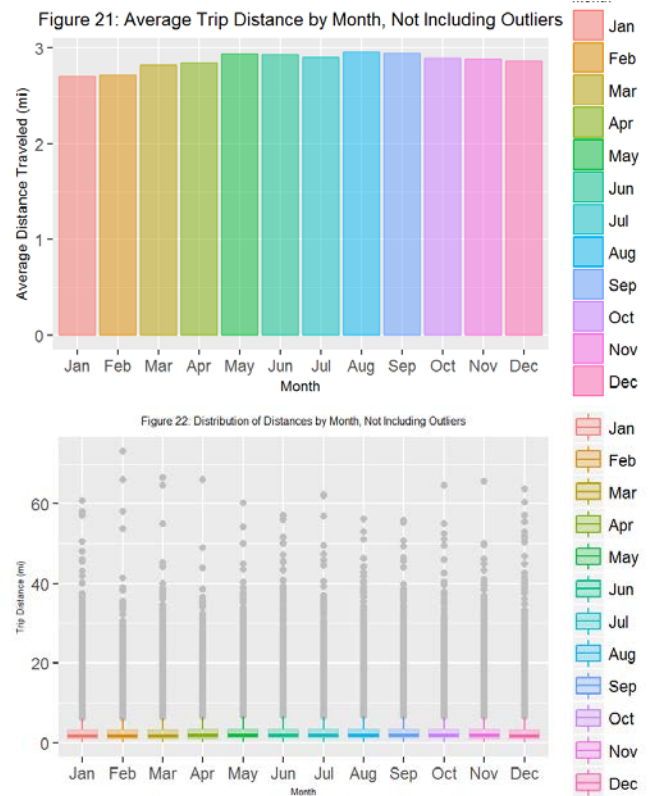 Figure 21: Average Trip Distance by Month, Not Including Outliers
3
2
1
0
Average Distance Traveled (mi)
Jan Feb Mar Apr May Jun Jul Aug Sep Oct Nov Dec
Month
Jan
Feb
Mar
Apr
May
Jun
Jul
Aug
Sep
Oct
Nov
Dec
Figure 22: Distribution of Distances by Month, Not Including Outliers
60
40
20
0
Trip Distance (mi)
Jan Feb Mar Apr May Jun Jul Aug Sep Oct Nov Dec
Month
Jan
Feb
Mar
Apr
May
Jun
Jul
Aug
Sep
Oct
Nov
Dec